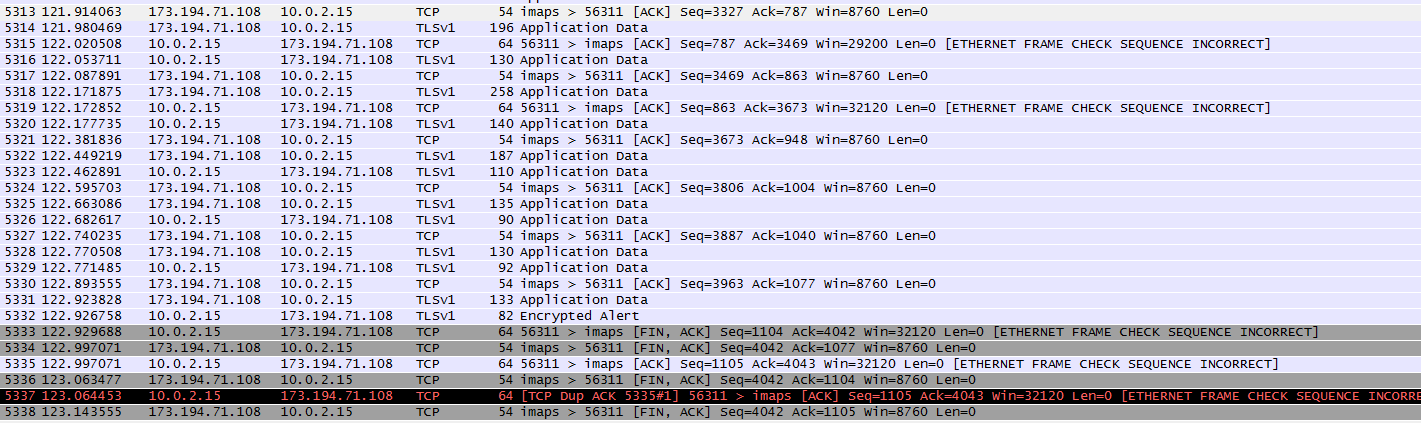 5313 121.914063 173.194.71.108 10.0.2.15 TCP 54 imaps > 56311 [ACK] Seq=3327 Ack=787 Win=8760 Len=0
5314 121.980469 173.194.71.108 10.0.2.15 TLSv1 196 Application Data
5315 122.020508 10.0.2.15 173.194.71.108 TCP 64 56311 > imaps [ACK] Seq=787 Ack=3469 Win=29200 Len=0 [ETHERNET FRAME CHECK SEQUENCE INCORRECT]
5316 122.053711 10.0.2.15 173.194.71.108 TLSv1 130 Application Data
5317 122.087891 173.194.71.108 10.0.2.15 TCP 54 imaps > 56311 [ACK] Seq=3469 Ack=863 Win=8760 Len=0
5318 122.171875 173.194.71.108 10.0.2.15 TLSv1 258 Application Data
5319 122.172852 10.0.2.15 173.194.71.108 TCP 64 56311 > imaps [ACK] Seq=863 Ack=3673 Win=32120 Len=0 [ETHERNET FRAME CHECK SEQUENCE INCORRECT]
5320 122.177735 10.0.2.15 173.194.71.108 TLSv1 140 Application Data
5321 122.381836 173.194.71.108 10.0.2.15 TCP 54 imaps > 56311 [ACK] Seq=3673 Ack=948 Win=8760 Len=0
5322 122.449219 173.194.71.108 10.0.2.15 TLSv1 187 Application Data
5323 122.462891 10.0.2.15 173.194.71.108 TLSv1 110 Application Data
5324 122.595703 173.194.71.108 10.0.2.15 TCP 54 imaps > 56311 [ACK] Seq=3806 Ack=1004 Win=8760 Len=0
5325 122.663086 173.194.71.108 10.0.2.15 TLSv1 135 Application Data
5326 122.682617 10.0.2.15 173.194.71.108 TLSv1 90 Application Data
5327 122.740235 173.194.71.108 10.0.2.15 TCP 54 imaps > 56311 [ACK] Seq=3887 Ack=1040 Win=8760 Len=0
5328 122.770508 173.194.71.108 10.0.2.15 TLSv1 130 Application Data
5329 122.771485 10.0.2.15 173.194.71.108 TLSv1 92 Application Data
5330 122.893555 173.194.71.108 10.0.2.15 TCP 54 imaps > 56311 [ACK] Seq=3963 Ack=1077 Win=8760 Len=0
5331 122.923828 173.194.71.108 10.0.2.15 TLSv1 133 Application Data
5332 122.926758 10.0.2.15 173.194.71.108 TLSv1 82 Encrypted Alert
5333 122.929688 10.0.2.15 173.194.71.108 TCP 64 56311 > imaps [FIN, ACK] Seq=1104 Ack=4042 Win=32120 Len=0 [ETHERNET FRAME CHECK SEQUENCE INCORRECT]
5334 122.997071 173.194.71.108 10.0.2.15 TCP 54 imaps > 56311 [FIN, ACK] Seq=4042 Ack=1077 Win=8760 Len=0
5335 122.997071 10.0.2.15 173.194.71.108 TCP 64 56311 > imaps [ACK] Seq=1105 Ack=4043 Win=32120 Len=0 [ETHERNET FRAME CHECK SEQUENCE INCORRECT]
5336 123.063477 173.194.71.108 10.0.2.15 TCP 54 imaps > 56311 [FIN, ACK] Seq=4042 Ack=1104 Win=8760 Len=0
5337 123.064453 10.0.2.15 173.194.71.108 TCP 64 [TCP Dup ACK 5335#1] 56311 > imaps [ACK] Seq=1105 Ack=4043 Win=32120 Len=0 [ETHERNET FRAME CHECK SEQUENCE INCORRE
5338 123.143555 173.194.71.108 10.0.2.15 TCP 54 imaps > 56311 [FIN, ACK] Seq=4042 Ack=1105 Win=8760 Len=0